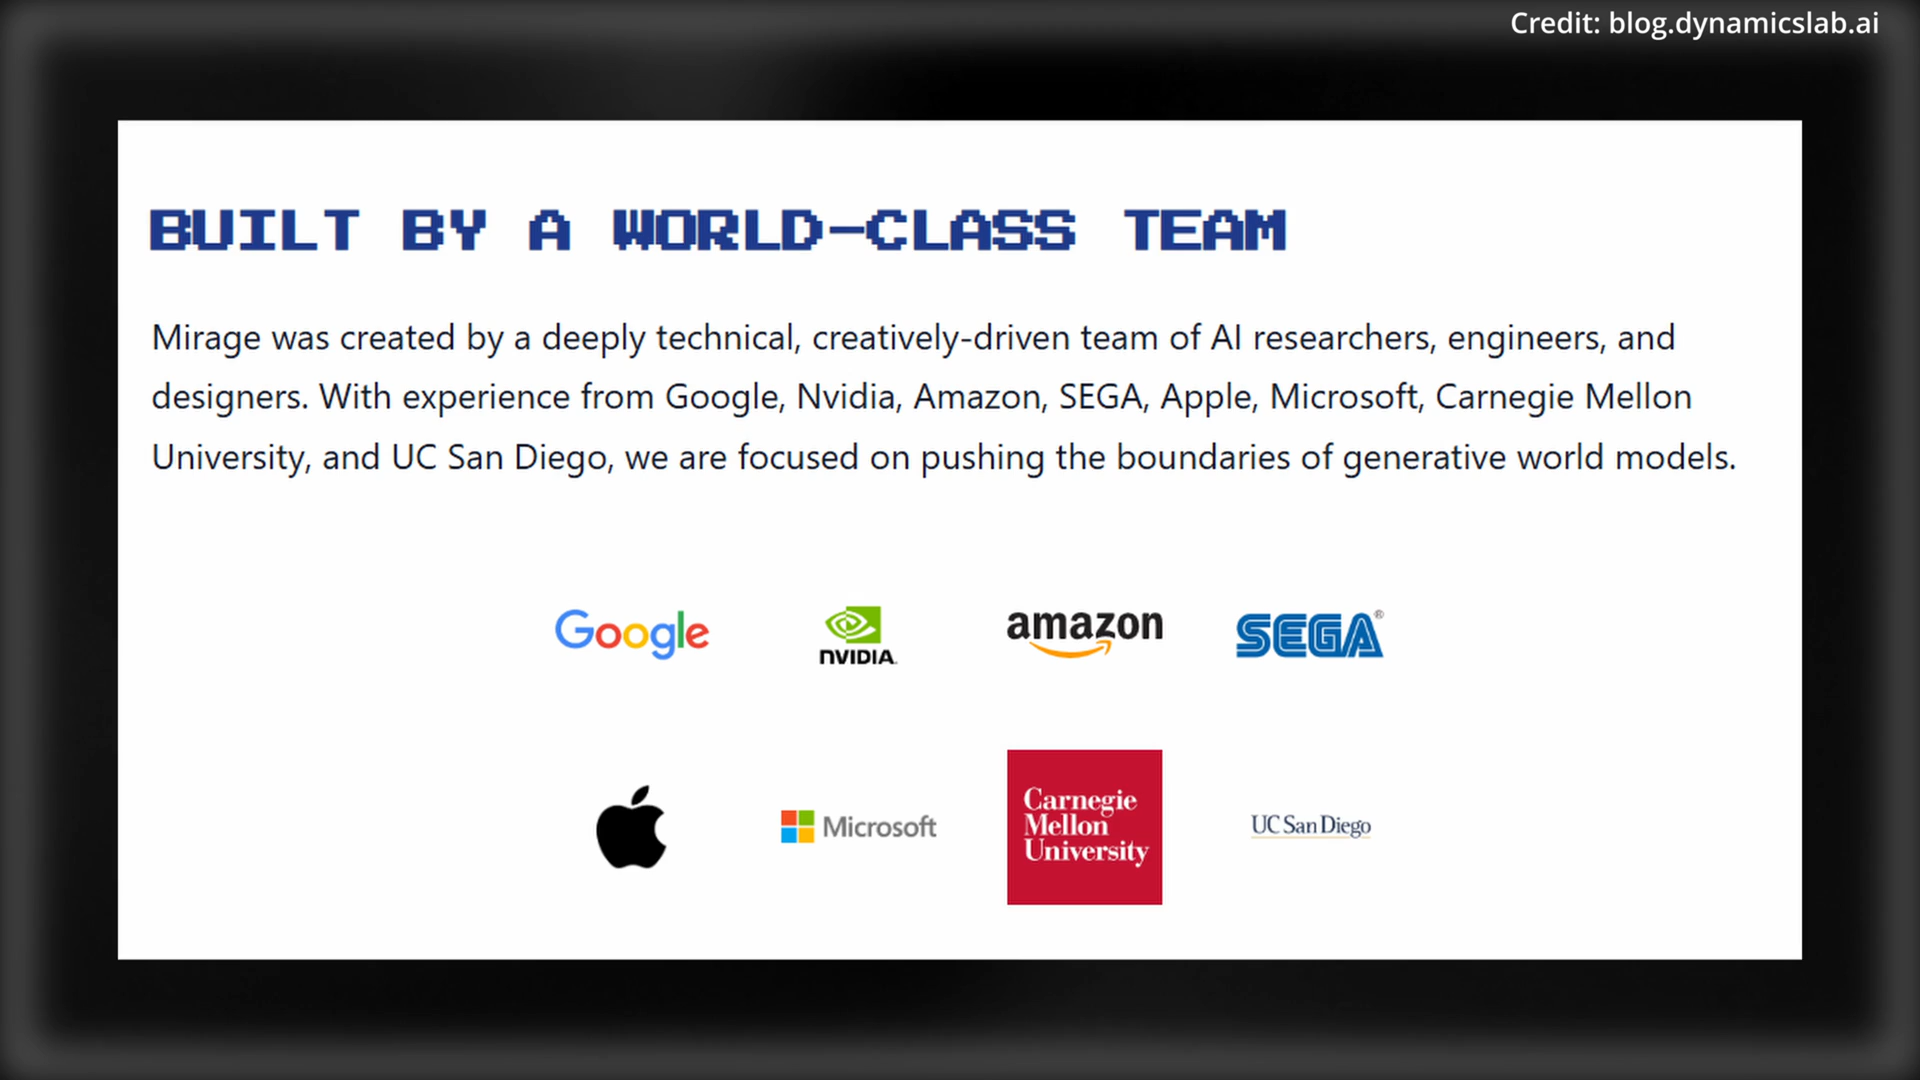 Credit: blog.dynamicslab.ai
BUILT BY A WORLD-CLASS TEAM
Mirage was created by a deeply technical, creatively-driven team of AI researchers, engineers, and
designers. With experience from Google, Nvidia, Amazon, SEGA, Apple, Microsoft, Carnegie Mellon
University, and UC San Diego, we are focused on pushing the boundaries of generative world models.
Google
NVIDIA.
amazon
SEGA®
Microsoft
Carnegie
Mellon
University
UC San Diego